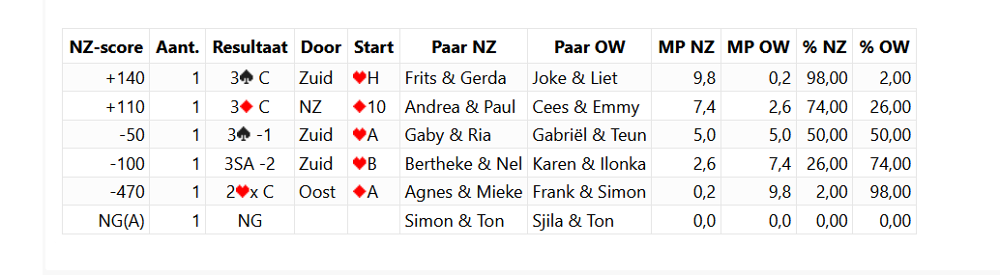 NZ-score Aant. Resultaat Door Start Paar NZ Paar OW MP NZ MP OW % NZ % OW
+140 1 3♠ C Zuid ♥H Frits & Gerda Joke & Liet 9,8 0,2 98,00 2,00
+110 1 3♦ C NZ ♦10 Andrea & Paul Cees & Emmy 7,4 2,6 74,00 26,00
-50 1 3♠ -1 Zuid ♥A Gaby & Ria Gabriël & Teun 5,0 5,0 50,00 50,00
-100 1 3SA -2 Zuid ♥B Bertheke & Nel Karen & Ilonka 2,6 7,4 26,00 74,00
-470 1 2♥x C Oost ♦A Agnes & Mieke Frank & Simon 0,2 9,8 2,00 98,00
NG(A) 1 NG Simon & Ton Sjila & Ton 0,0 0,0 0,00 0,00